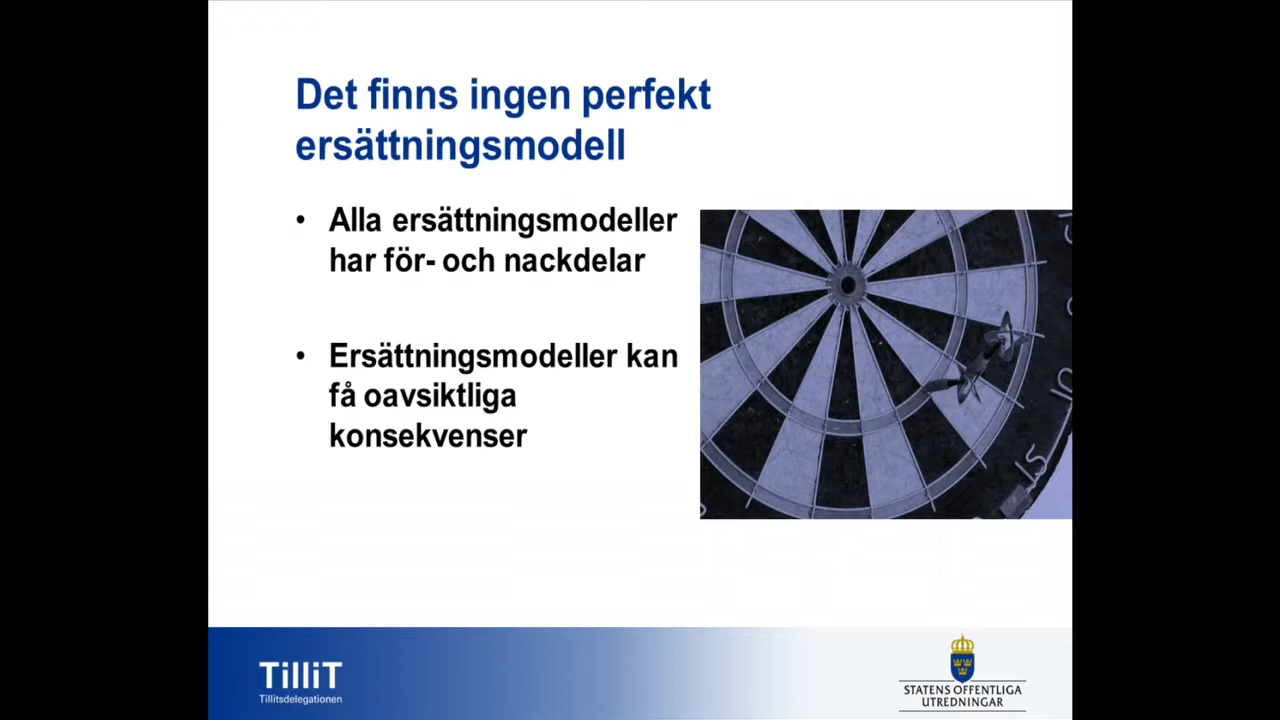 Det finns ingen perfekt
ersättningsmodell
• Alla ersättningsmodeller
har för- och nackdelar
• Ersättningsmodeller kan
få oavsiktliga
konsekvenser
15
TilliT
Tillitsdelegationen
STATENS OFFENTLIGA
UTREDNINGAR